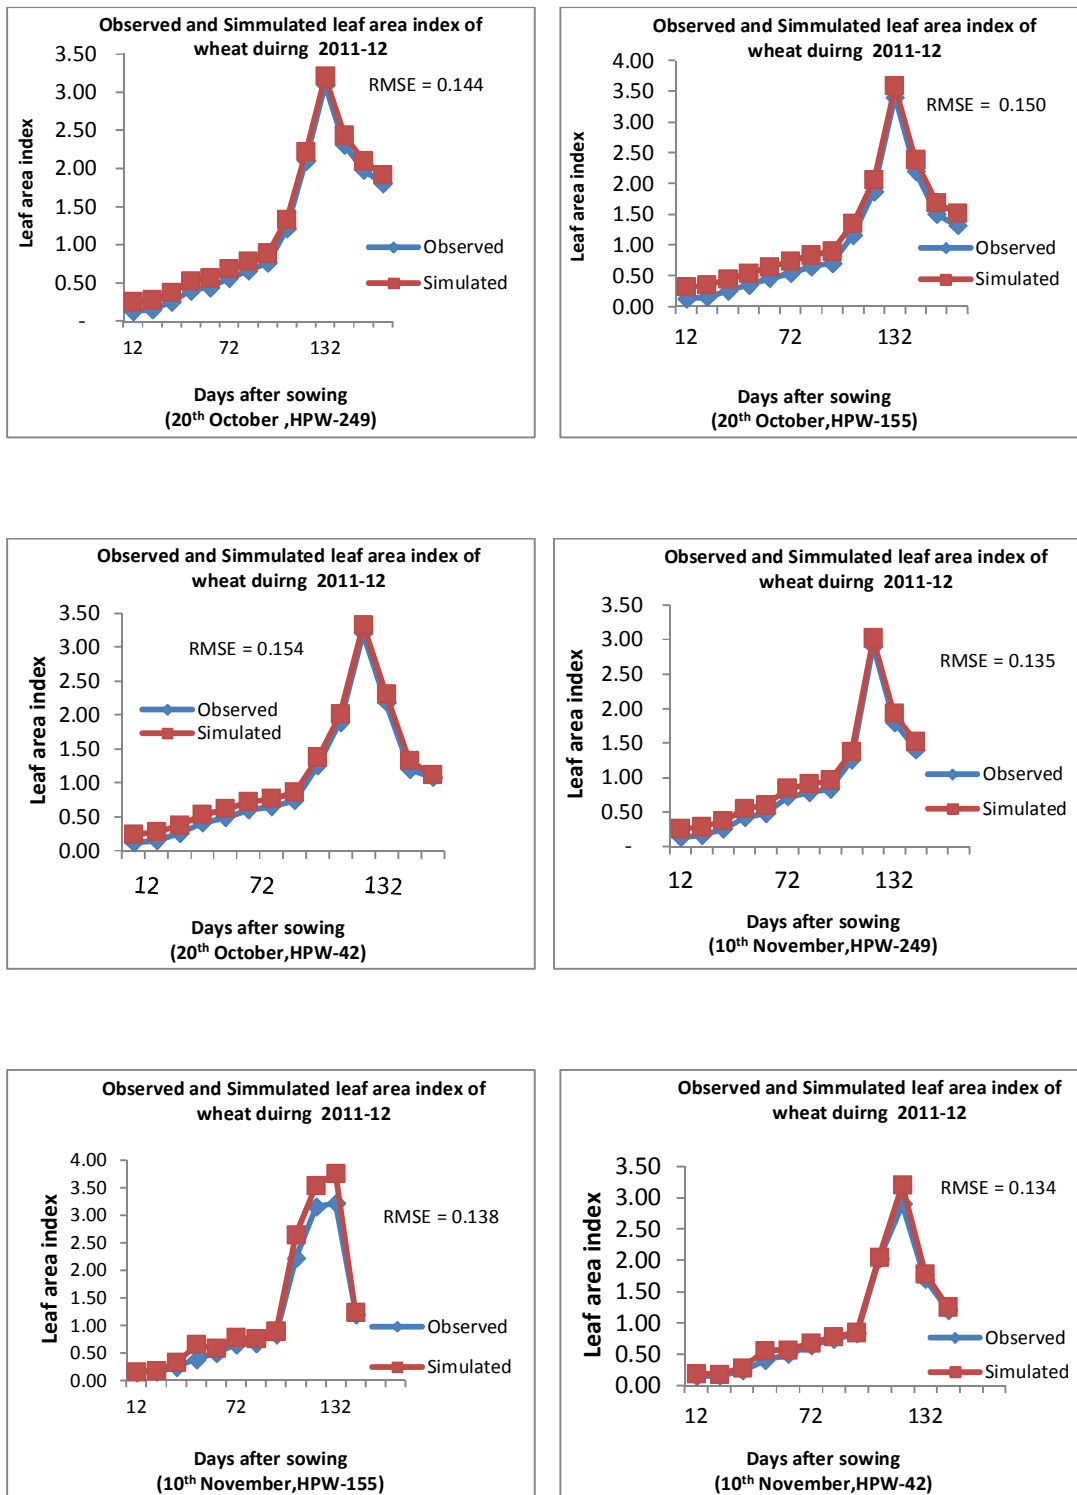 Observed and Simmulated leaf area index of
wheat duirng 2011-12
3.50
3.00
2.50
2.00
1.50
1.00
0.50
-
RMSE = 0.144
Leaf area index
Observed
Simulated
12 72 132
Days after sowing
(20th October ,HPW-249)
Observed and Simmulated leaf area index of
wheat duirng 2011-12
4.00
3.50
3.00
2.50
2.00
1.50
1.00
0.50
0.00
RMSE = 0.150
Leaf area index
Observed
Simulated
12 72 132
Days after sowing
(20th October,HPW-155)
Observed and Simmulated leaf area index of
wheat duirng 2011-12
3.50
3.00
2.50
2.00
1.50
1.00
0.50
0.00
RMSE = 0.154
Leaf area index
Observed
Simulated
12 72 132
Days after sowing
(20th October,HPW-42)
Observed and Simmulated leaf area index of
wheat duirng 2011-12
3.50
3.00
2.50
2.00
1.50
1.00
0.50
-
RMSE = 0.135
Leaf area index
Observed
Simulated
12 72 132
Days after sowing
(10th November,HPW-249)
Observed and Simmulated leaf area index of
wheat duirng 2011-12
4.00
3.50
3.00
2.50
2.00
1.50
1.00
0.50
0.00
RMSE = 0.138
Leaf area index
Observed
Simulated
12 72 132
Days after sowing
(10th November,HPW-155)
Observed and Simmulated leaf area index of
wheat duirng 2011-12
3.50
3.00
2.50
2.00
1.50
1.00
0.50
0.00
RMSE = 0.134
Leaf area index
Observed
Simulated
12 72 132
Days after sowing
(10th November,HPW-42)